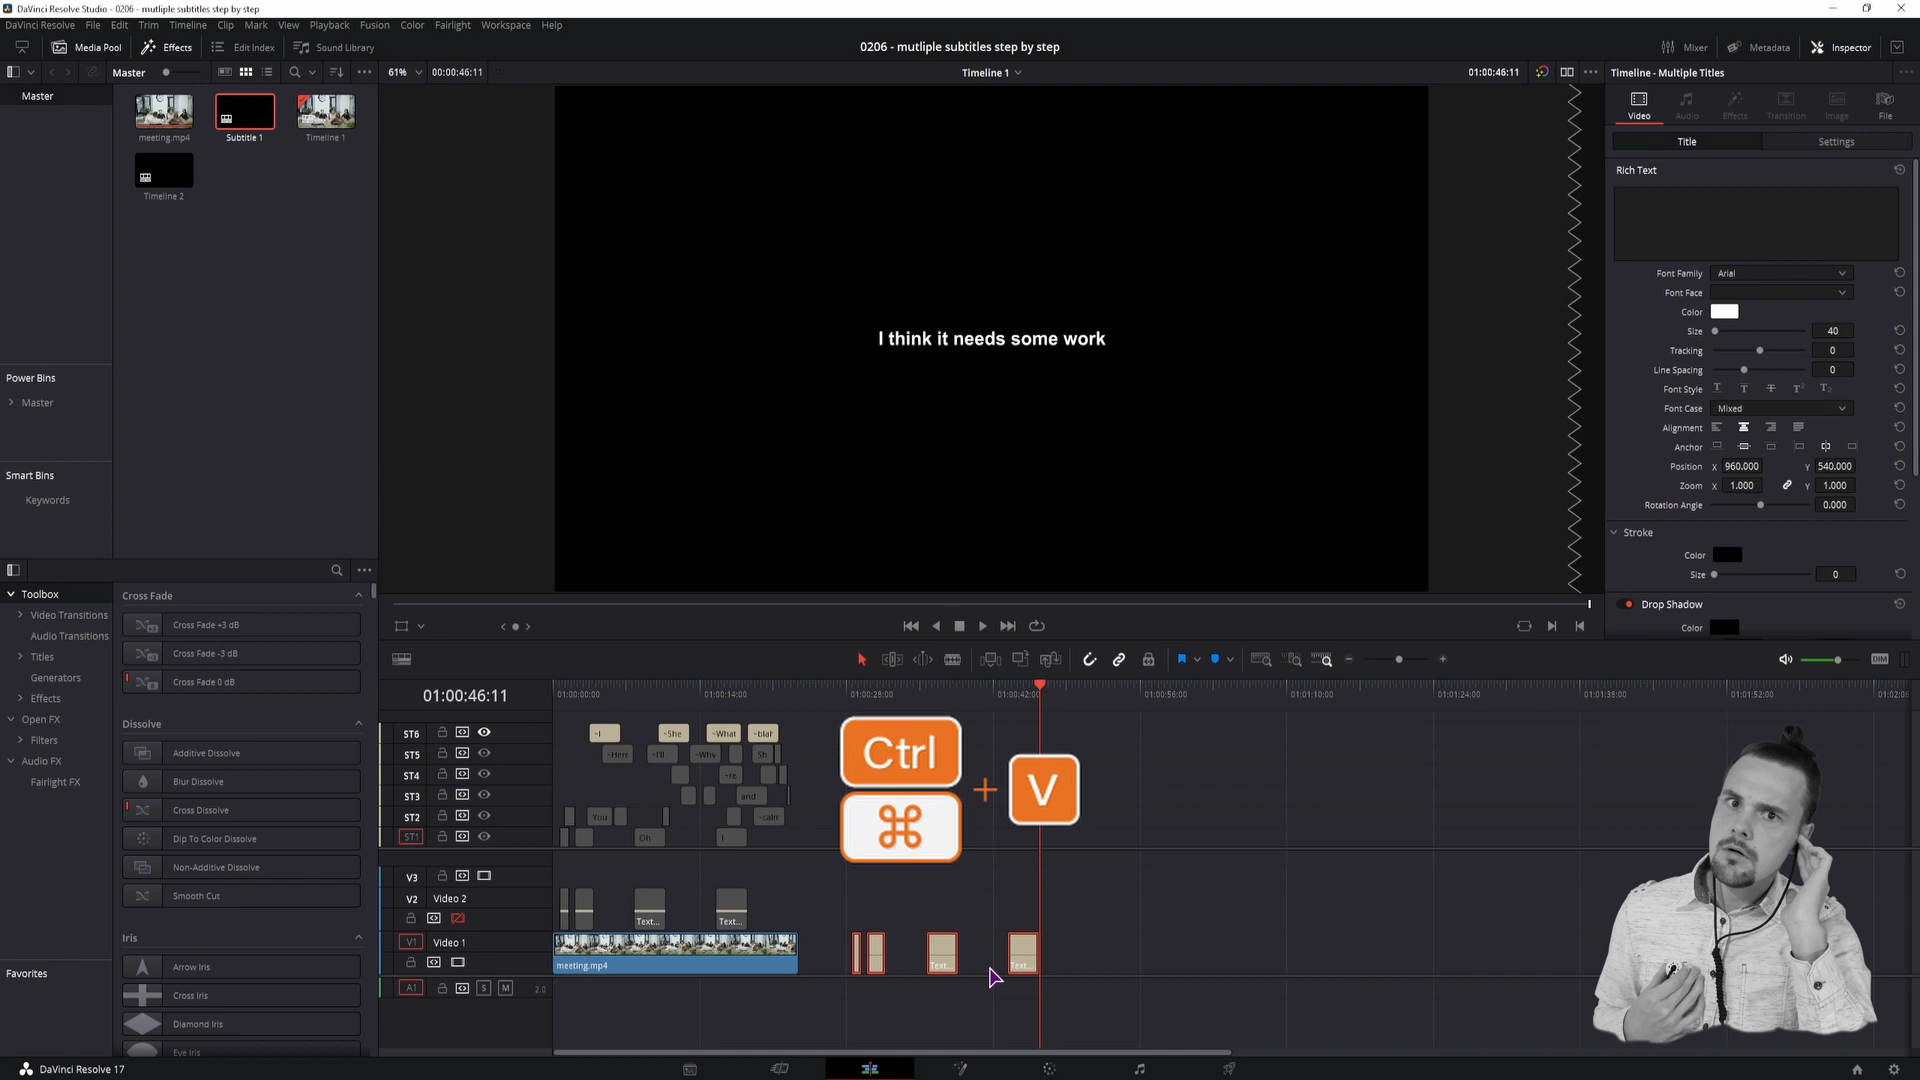 DaVinci Resolve Studio - 0206 - mutliple subtitles step by step
DaVinci Resolve File Edit Trim Timeline Clip Mark View Playback Fusion Color Fairlight Workspace Help
Media Pool Effects Edit Index Sound Library
0206 - mutliple subtitles step by step
Mixer Metadata Inspector
Master
61% 00:00:46:11
Timeline 1
01:00:46:11
Timeline - Multiple Titles
Master
meeting.mp4
Subtitle 1
Timeline 1
Timeline 2
Power Bins
Master
Smart Bins
Keywords
I think it needs some work
Video Audio Effects Transition Image File
Title Settings
Rich Text
Font Family Arial
Font Face
Color
Size 40
Tracking 0
Line Spacing 0
Font Style T T T T² T₂
Font Case Mixed
Alignment
Anchor
Position X 960.000 Y 540.000
Zoom X 1.000 Y 1.000
Rotation Angle 0.000
Stroke
Color
Size 0
Drop Shadow
Color
Toolbox
Video Transitions
Audio Transitions
Titles
Generators
Effects
Open FX
Filters
Audio FX
Fairlight FX
Favorites
Cross Fade
Cross Fade +3 dB
Cross Fade -3 dB
Cross Fade 0 dB
Dissolve
Additive Dissolve
Blur Dissolve
Cross Dissolve
Dip To Color Dissolve
Non-Additive Dissolve
Smooth Cut
Iris
Arrow Iris
Cross Iris
Diamond Iris
Eye Iris
DIM
01:00:46:11
01:00:00:00 01:00:14:00 01:00:28:00 01:00:42:00 01:00:56:00 01:01:10:00 01:01:24:00 01:01:38:00 01:01:52:00 01:02:06
ST6 ~I ~She ~What ~blah
ST5 ~Here ~I'll ~Why Sh
ST4 ~re
ST3 and
ST2 You ~calm
ST1 Oh I
Ctrl
⌘
+ V
V3
V2 Video 2
Text... Text...
V1 Video 1
meeting.mp4 Text... Text...
A1 S M 2.0
DaVinci Resolve 17